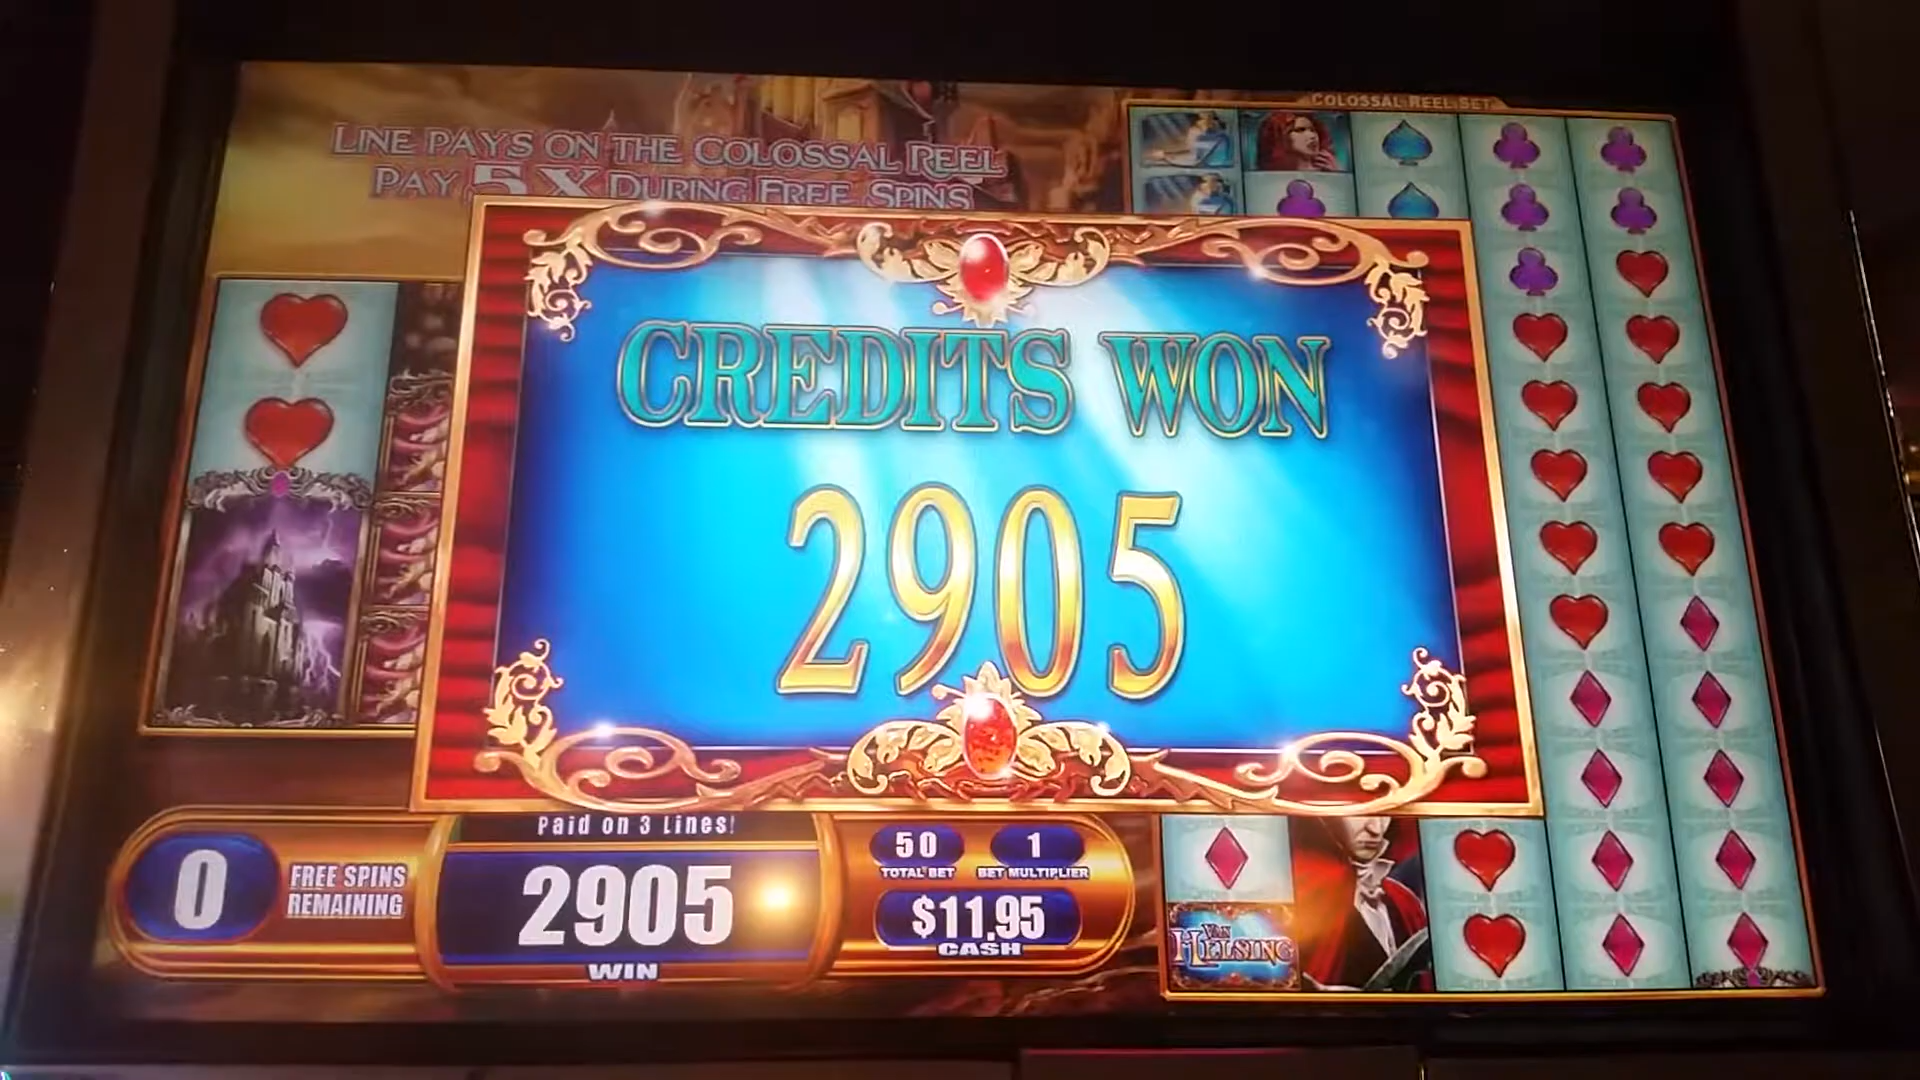 COLOSSAL REEL SET
LINE PAYS ON THE COLOSSAL REEL
PAY 5X DURING FREE SPINS
CREDITS WON
2905
Paid on 3 Lines!
0
FREE SPINS
REMAINING
2905
WIN
50
TOTAL BET
1
BET MULTIPLIER
$11.95
CASH
VAN
HELSING